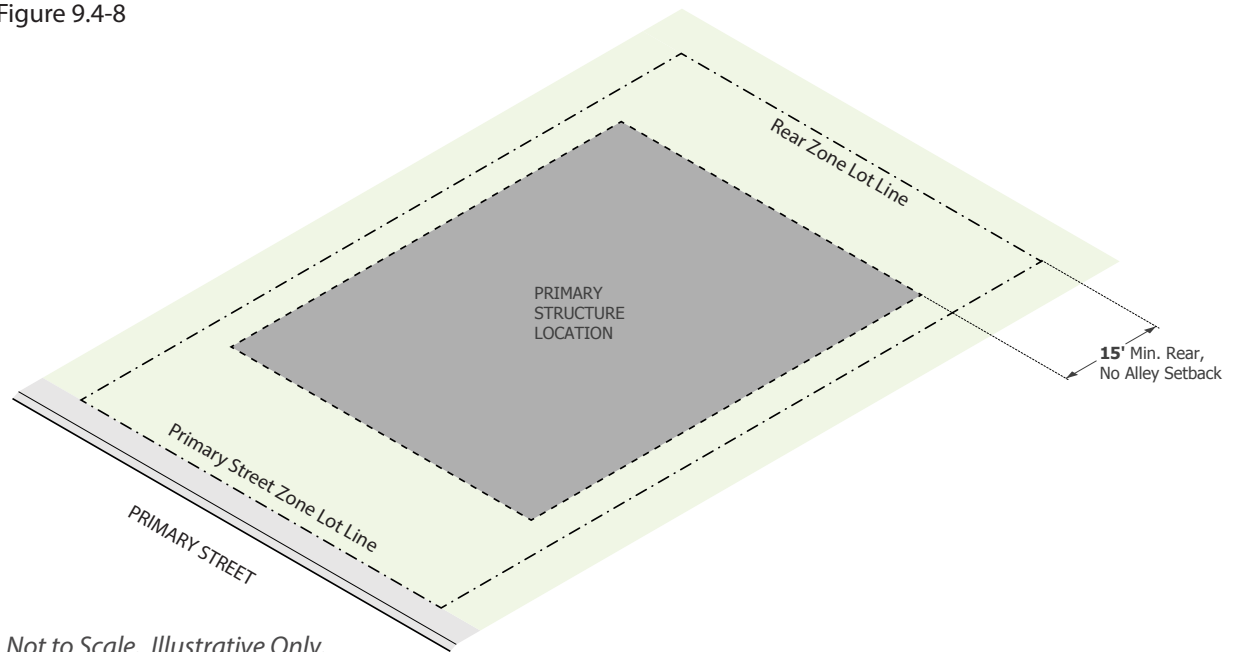 Figure 9.4-8
Rear Zone Lot Line
PRIMARY
STRUCTURE
LOCATION
15' Min. Rear,
No Alley Setback
Primary Street Zone Lot Line
PRIMARY STREET
Not to Scale. Illustrative Only